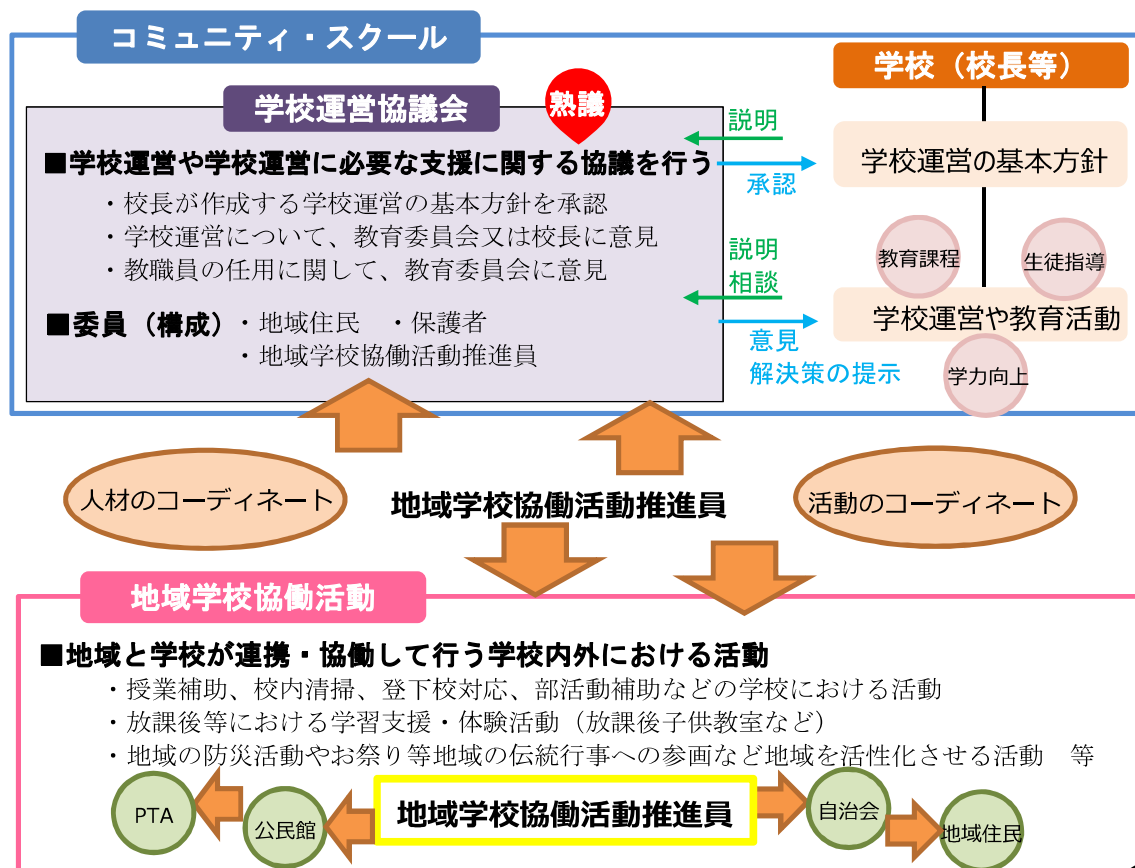 コミュニティ・スクール
学校（校長等）
学校運営協議会
熟議
■学校運営や学校運営に必要な支援に関する協議を行う
・校長が作成する学校運営の基本方針を承認
・学校運営について、教育委員会又は校長に意見
・教職員の任用に関して、教育委員会に意見
■委員（構成）・地域住民　・保護者
・地域学校協働活動推進員
説明
承認
説明
相談
意見
解決策の提示
学校運営の基本方針
教育課程
生徒指導
学校運営や教育活動
学力向上
人材のコーディネート
地域学校協働活動推進員
活動のコーディネート
地域学校協働活動
■地域と学校が連携・協働して行う学校内外における活動
・授業補助、校内清掃、登下校対応、部活動補助などの学校における活動
・放課後等における学習支援・体験活動（放課後子供教室など）
・地域の防災活動やお祭り等地域の伝統行事への参画など地域を活性化させる活動　等
PTA
公民館
地域学校協働活動推進員
自治会
地域住民